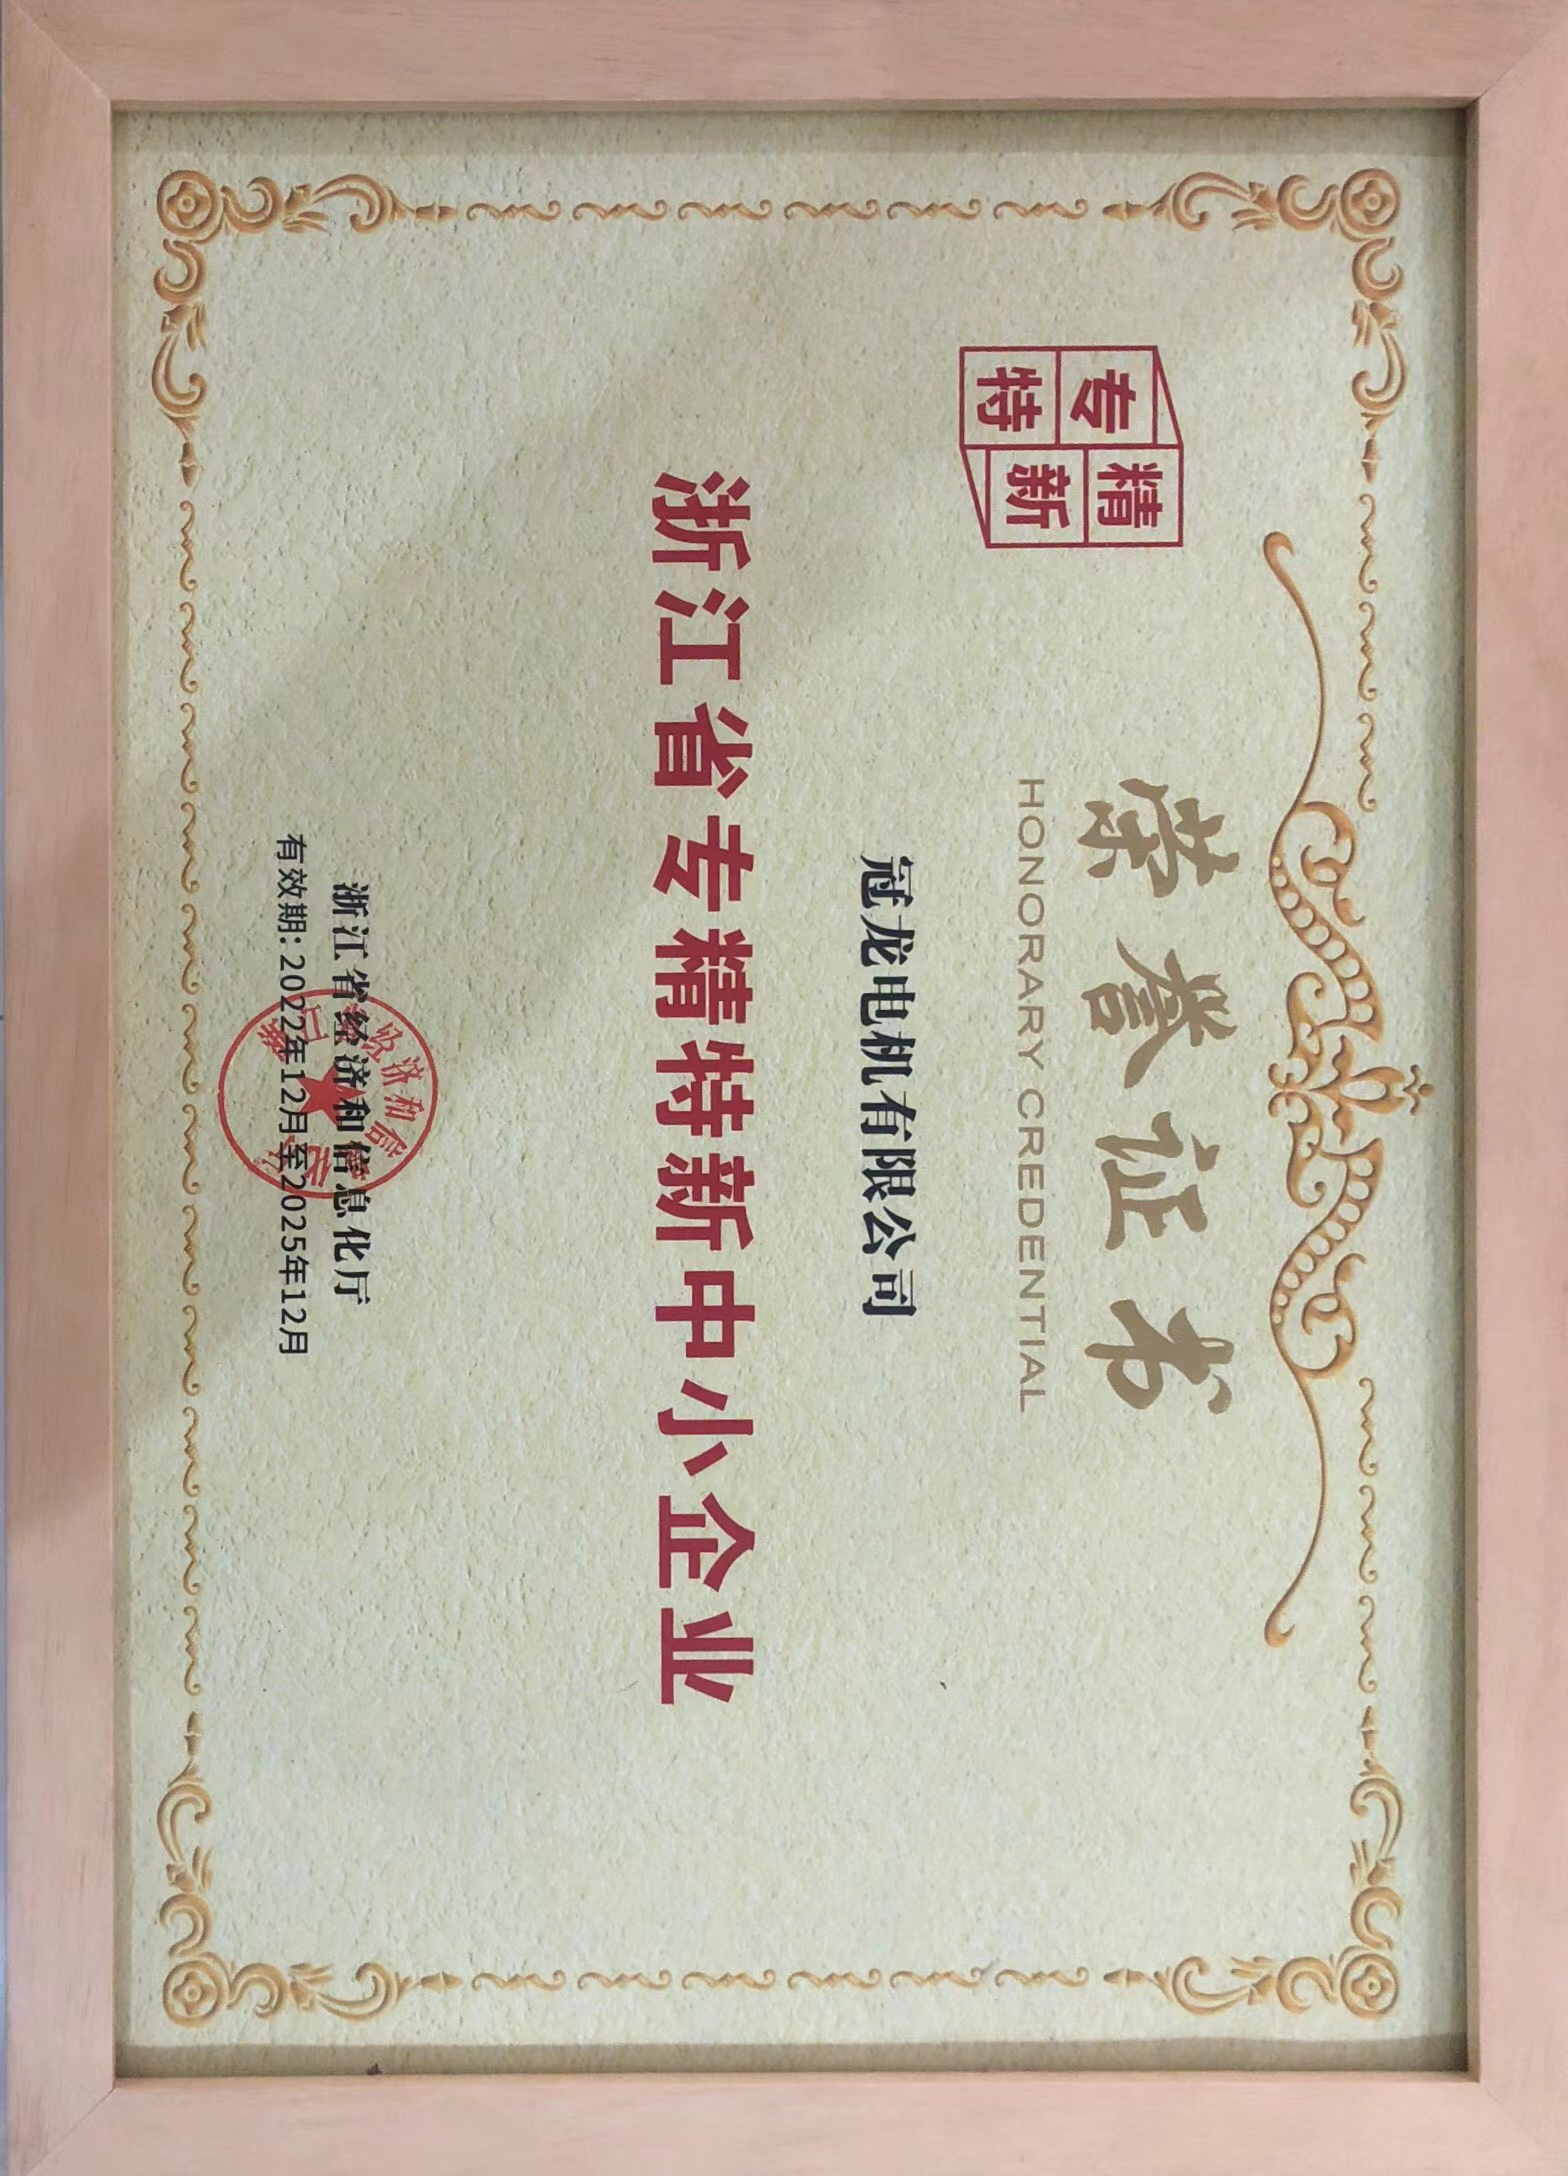 专精
特新
荣誉证书
HONORARY CREDENTIAL
冠龙电机有限公司
浙江省专精特新中小企业
浙江省经济和信息化厅
有效期：2022年12月至2025年12月